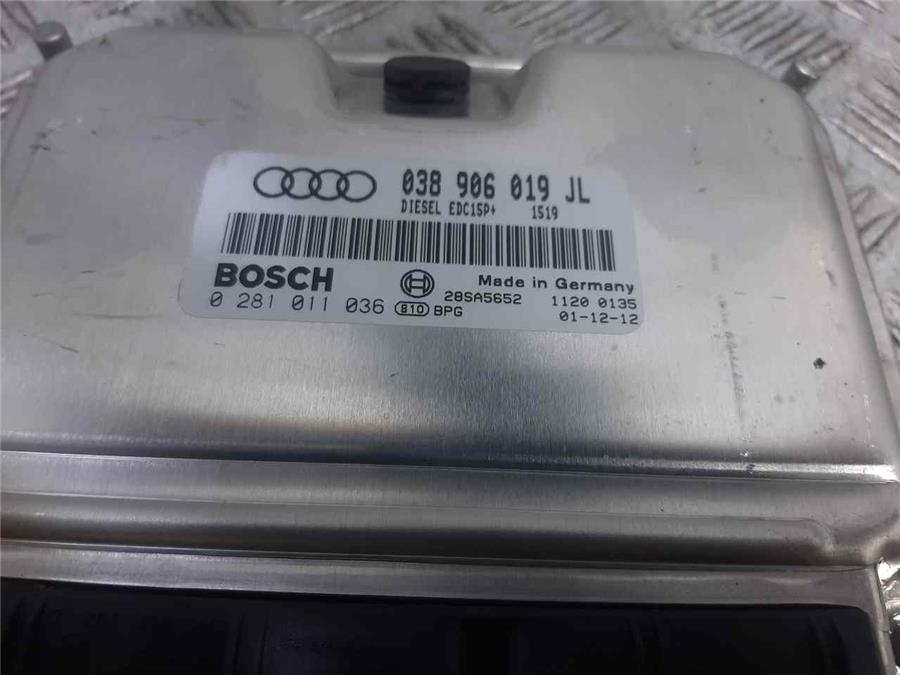 038 906 019 JL
DIESEL EDC15P+ 1519
BOSCH Made in Germany
0 281 011 036 810 BPG 28SA5652 1120 0135
01-12-12